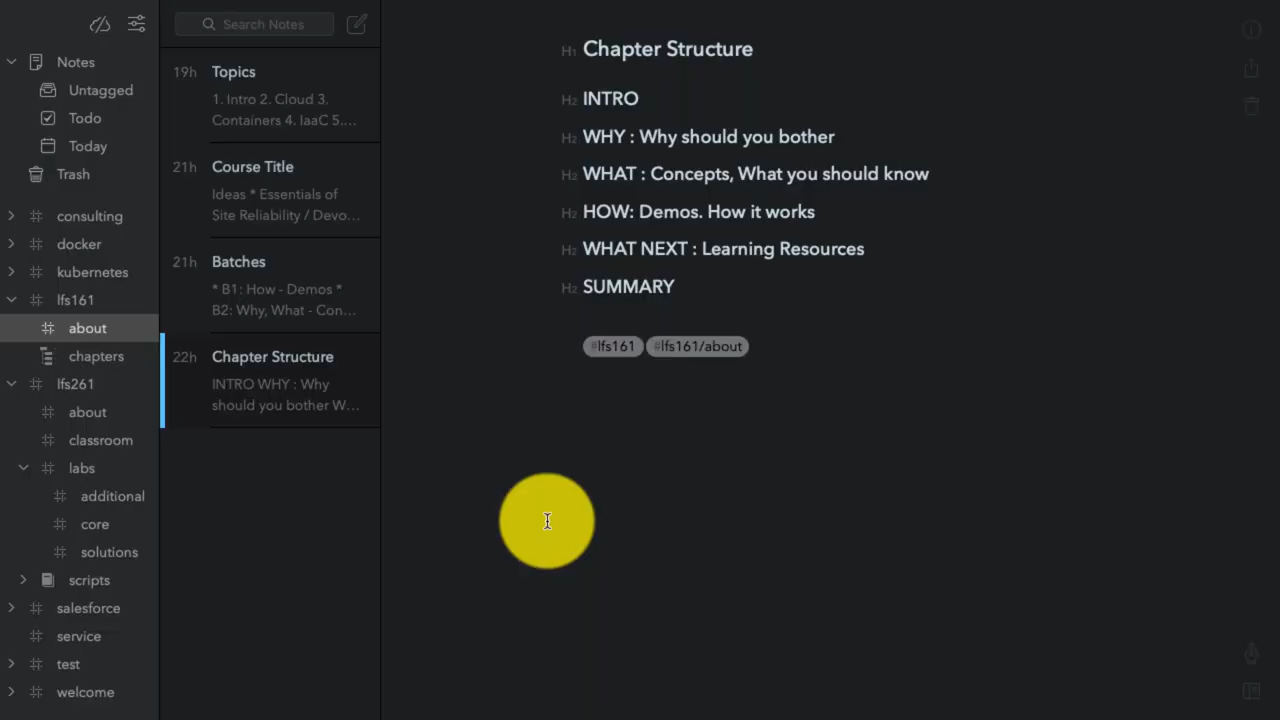 Notes
Untagged
Todo
Today
Trash
consulting
docker
kubernetes
lfs161
about
chapters
lfs261
about
classroom
labs
additional
core
solutions
scripts
salesforce
service
test
welcome
Search Notes
19h Topics
1. Intro 2. Cloud 3.
Containers 4. IaaC 5....
21h Course Title
Ideas * Essentials of
Site Reliability / Devo...
21h Batches
* B1: How - Demos *
B2: Why, What - Con...
22h Chapter Structure
INTRO WHY : Why
should you bother W...
H1 Chapter Structure
H2 INTRO
H2 WHY : Why should you bother
H2 WHAT : Concepts, What you should know
H2 HOW: Demos. How it works
H2 WHAT NEXT : Learning Resources
H2 SUMMARY
#lfs161 #lfs161/about